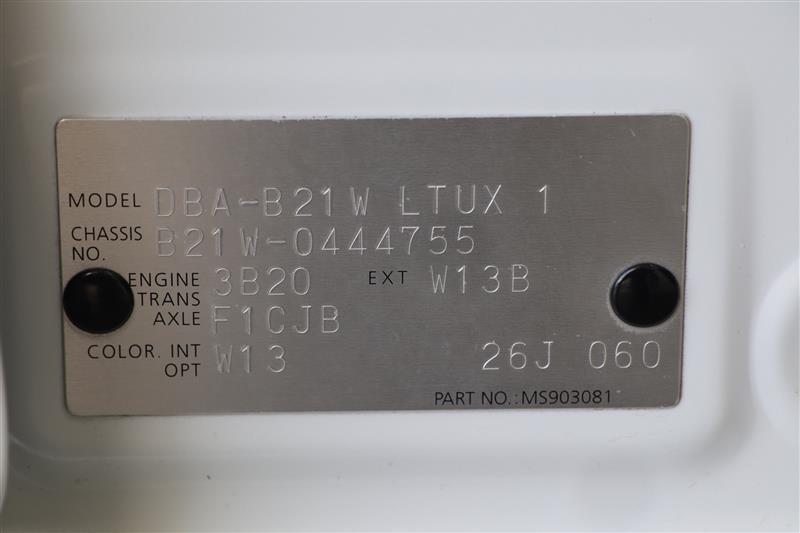 MODEL DBA-B21W LTUX 1
CHASSIS NO. B21W-0444755
ENGINE 3B20 EXT W13B
TRANS AXLE F1CJB
COLOR. INT OPT W13 26J 060
PART NO.:MS903081